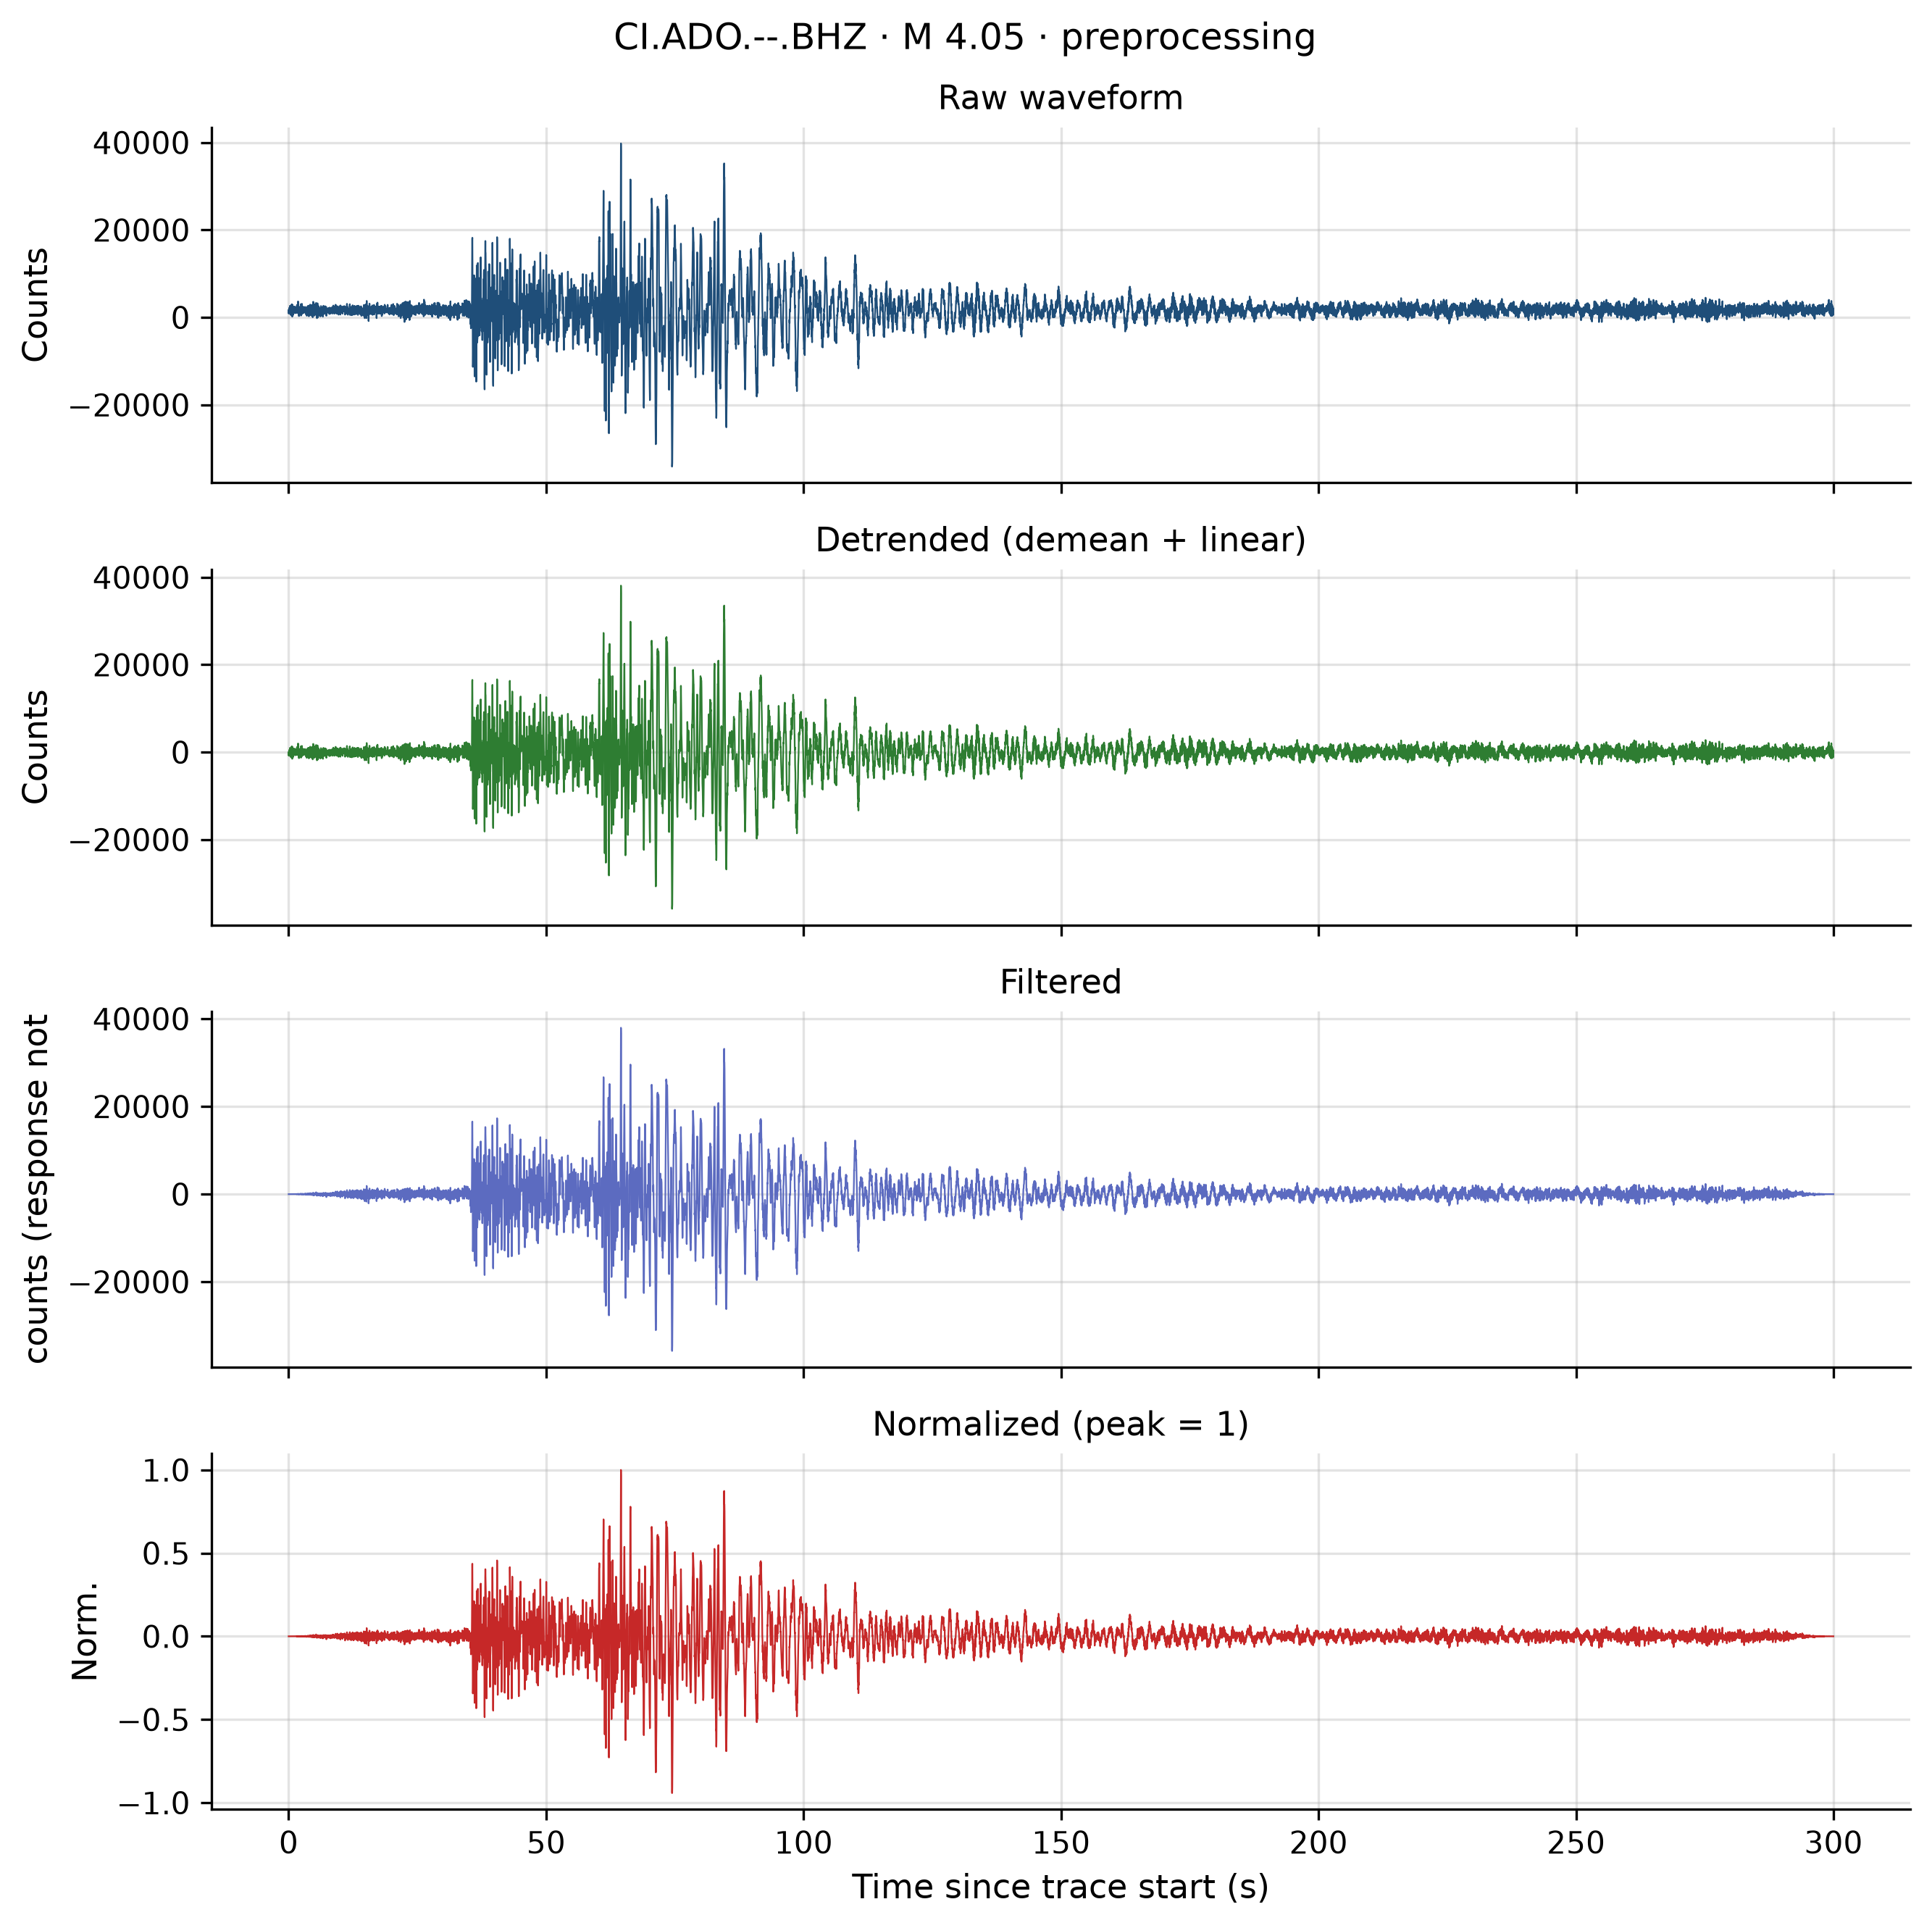 CI.ADO.--.BHZ · M 4.05 · preprocessing
Raw waveform
Counts
40000
20000
0
−20000
Detrended (demean + linear)
Counts
40000
20000
0
−20000
Filtered
counts (response not
40000
20000
0
−20000
Normalized (peak = 1)
Norm.
1.0
0.5
0.0
−0.5
−1.0
0 50 100 150 200 250 300
Time since trace start (s)